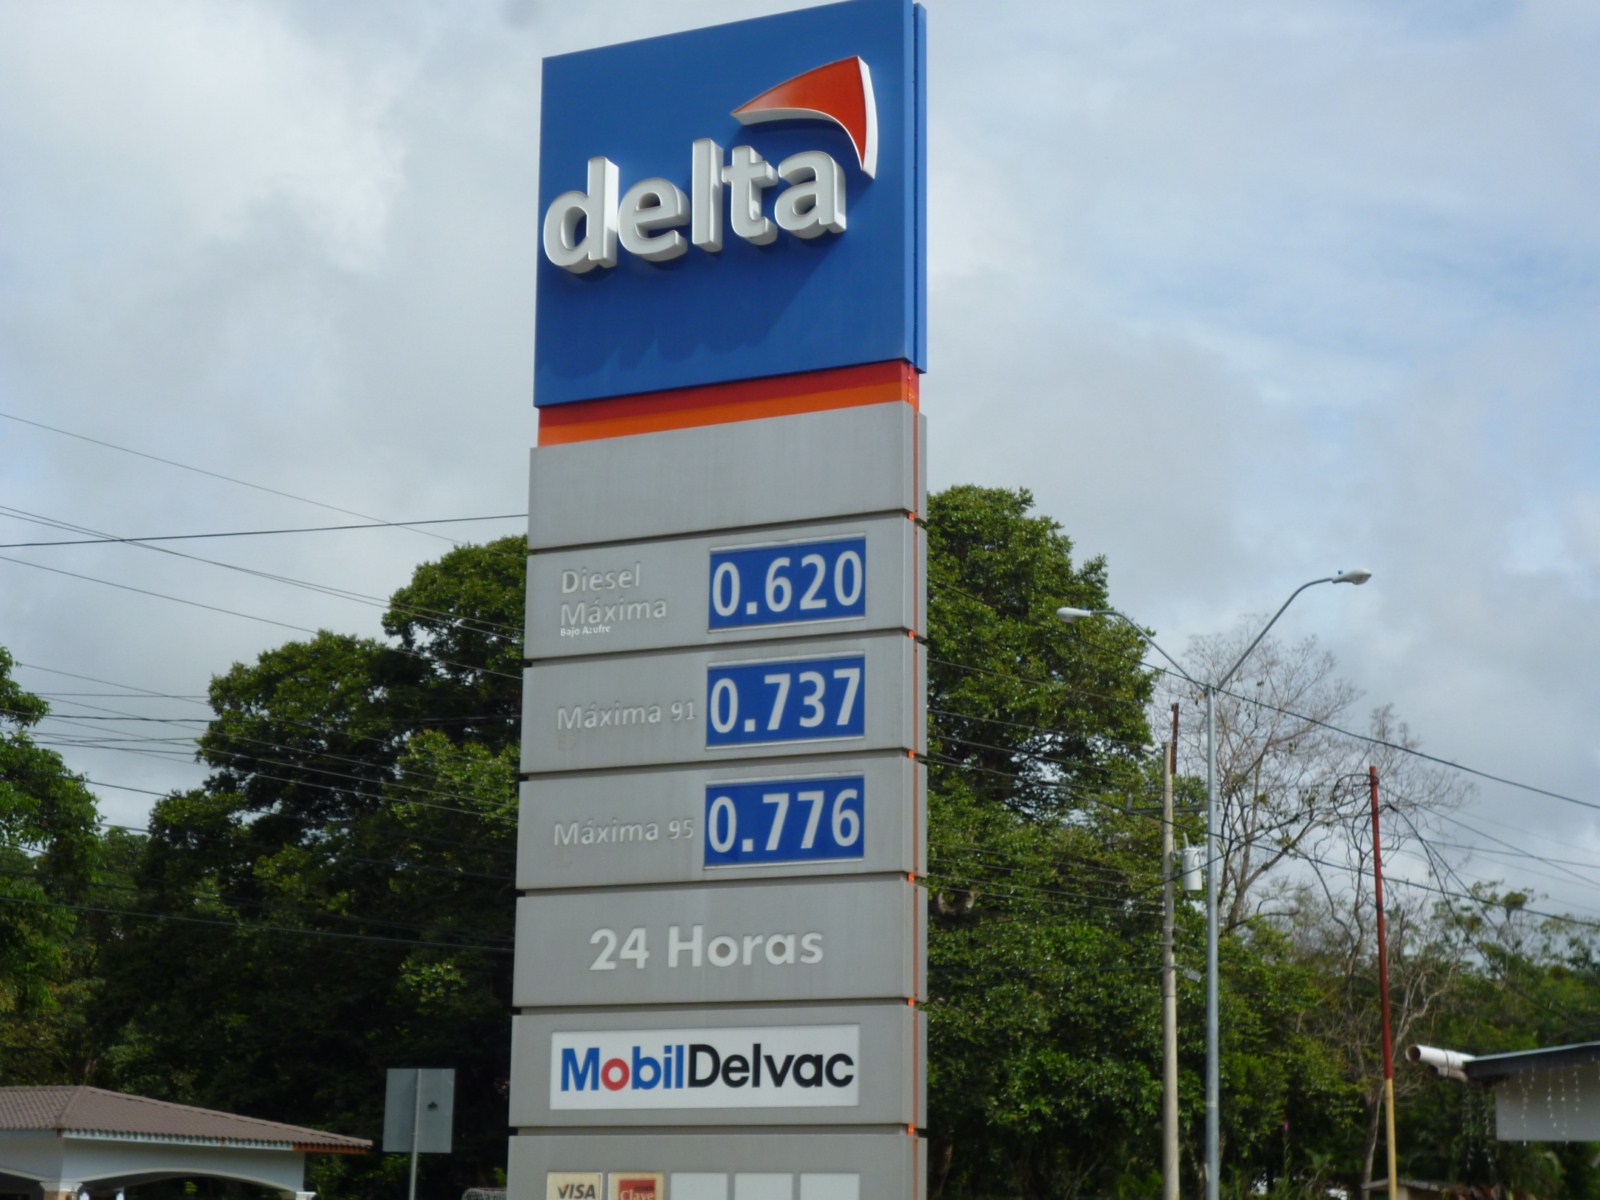 delta
Diesel
Máxima
Bajo Azufre
0.620
Máxima 91
0.737
Máxima 95
0.776
24 Horas
MobilDelvac
VISA
Clave